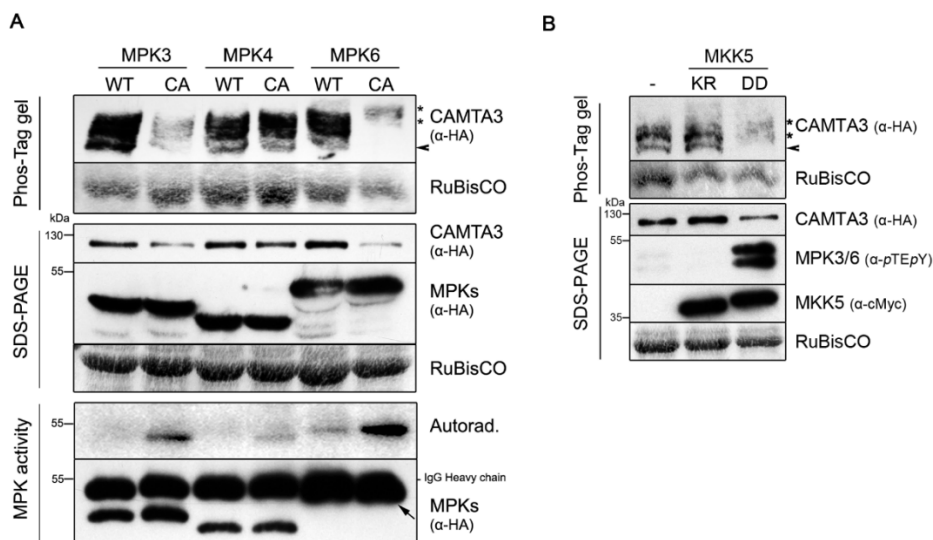 A
MPK3 MPK4 MPK6
WT CA WT CA WT CA
Phos-Tag gel
*
* CAMTA3
(α-HA)
RuBisCO
SDS-PAGE
kDa
130
CAMTA3
(α-HA)
55
MPKs
(α-HA)
RuBisCO
MPK activity
55
Autorad.
55
IgG Heavy chain
MPKs
(α-HA)
B
MKK5
- KR DD
Phos-Tag gel
* CAMTA3 (α-HA)
*
RuBisCO
SDS-PAGE
kDa
130
CAMTA3 (α-HA)
55
MPK3/6 (α-pTEpY)
MKK5 (α-cMyc)
35
RuBisCO